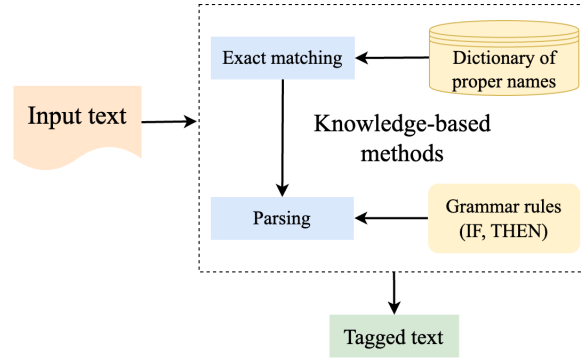 Exact matching
Dictionary of
proper names
Input text
Knowledge-based
methods
Parsing
Grammar rules
(IF, THEN)
Tagged text